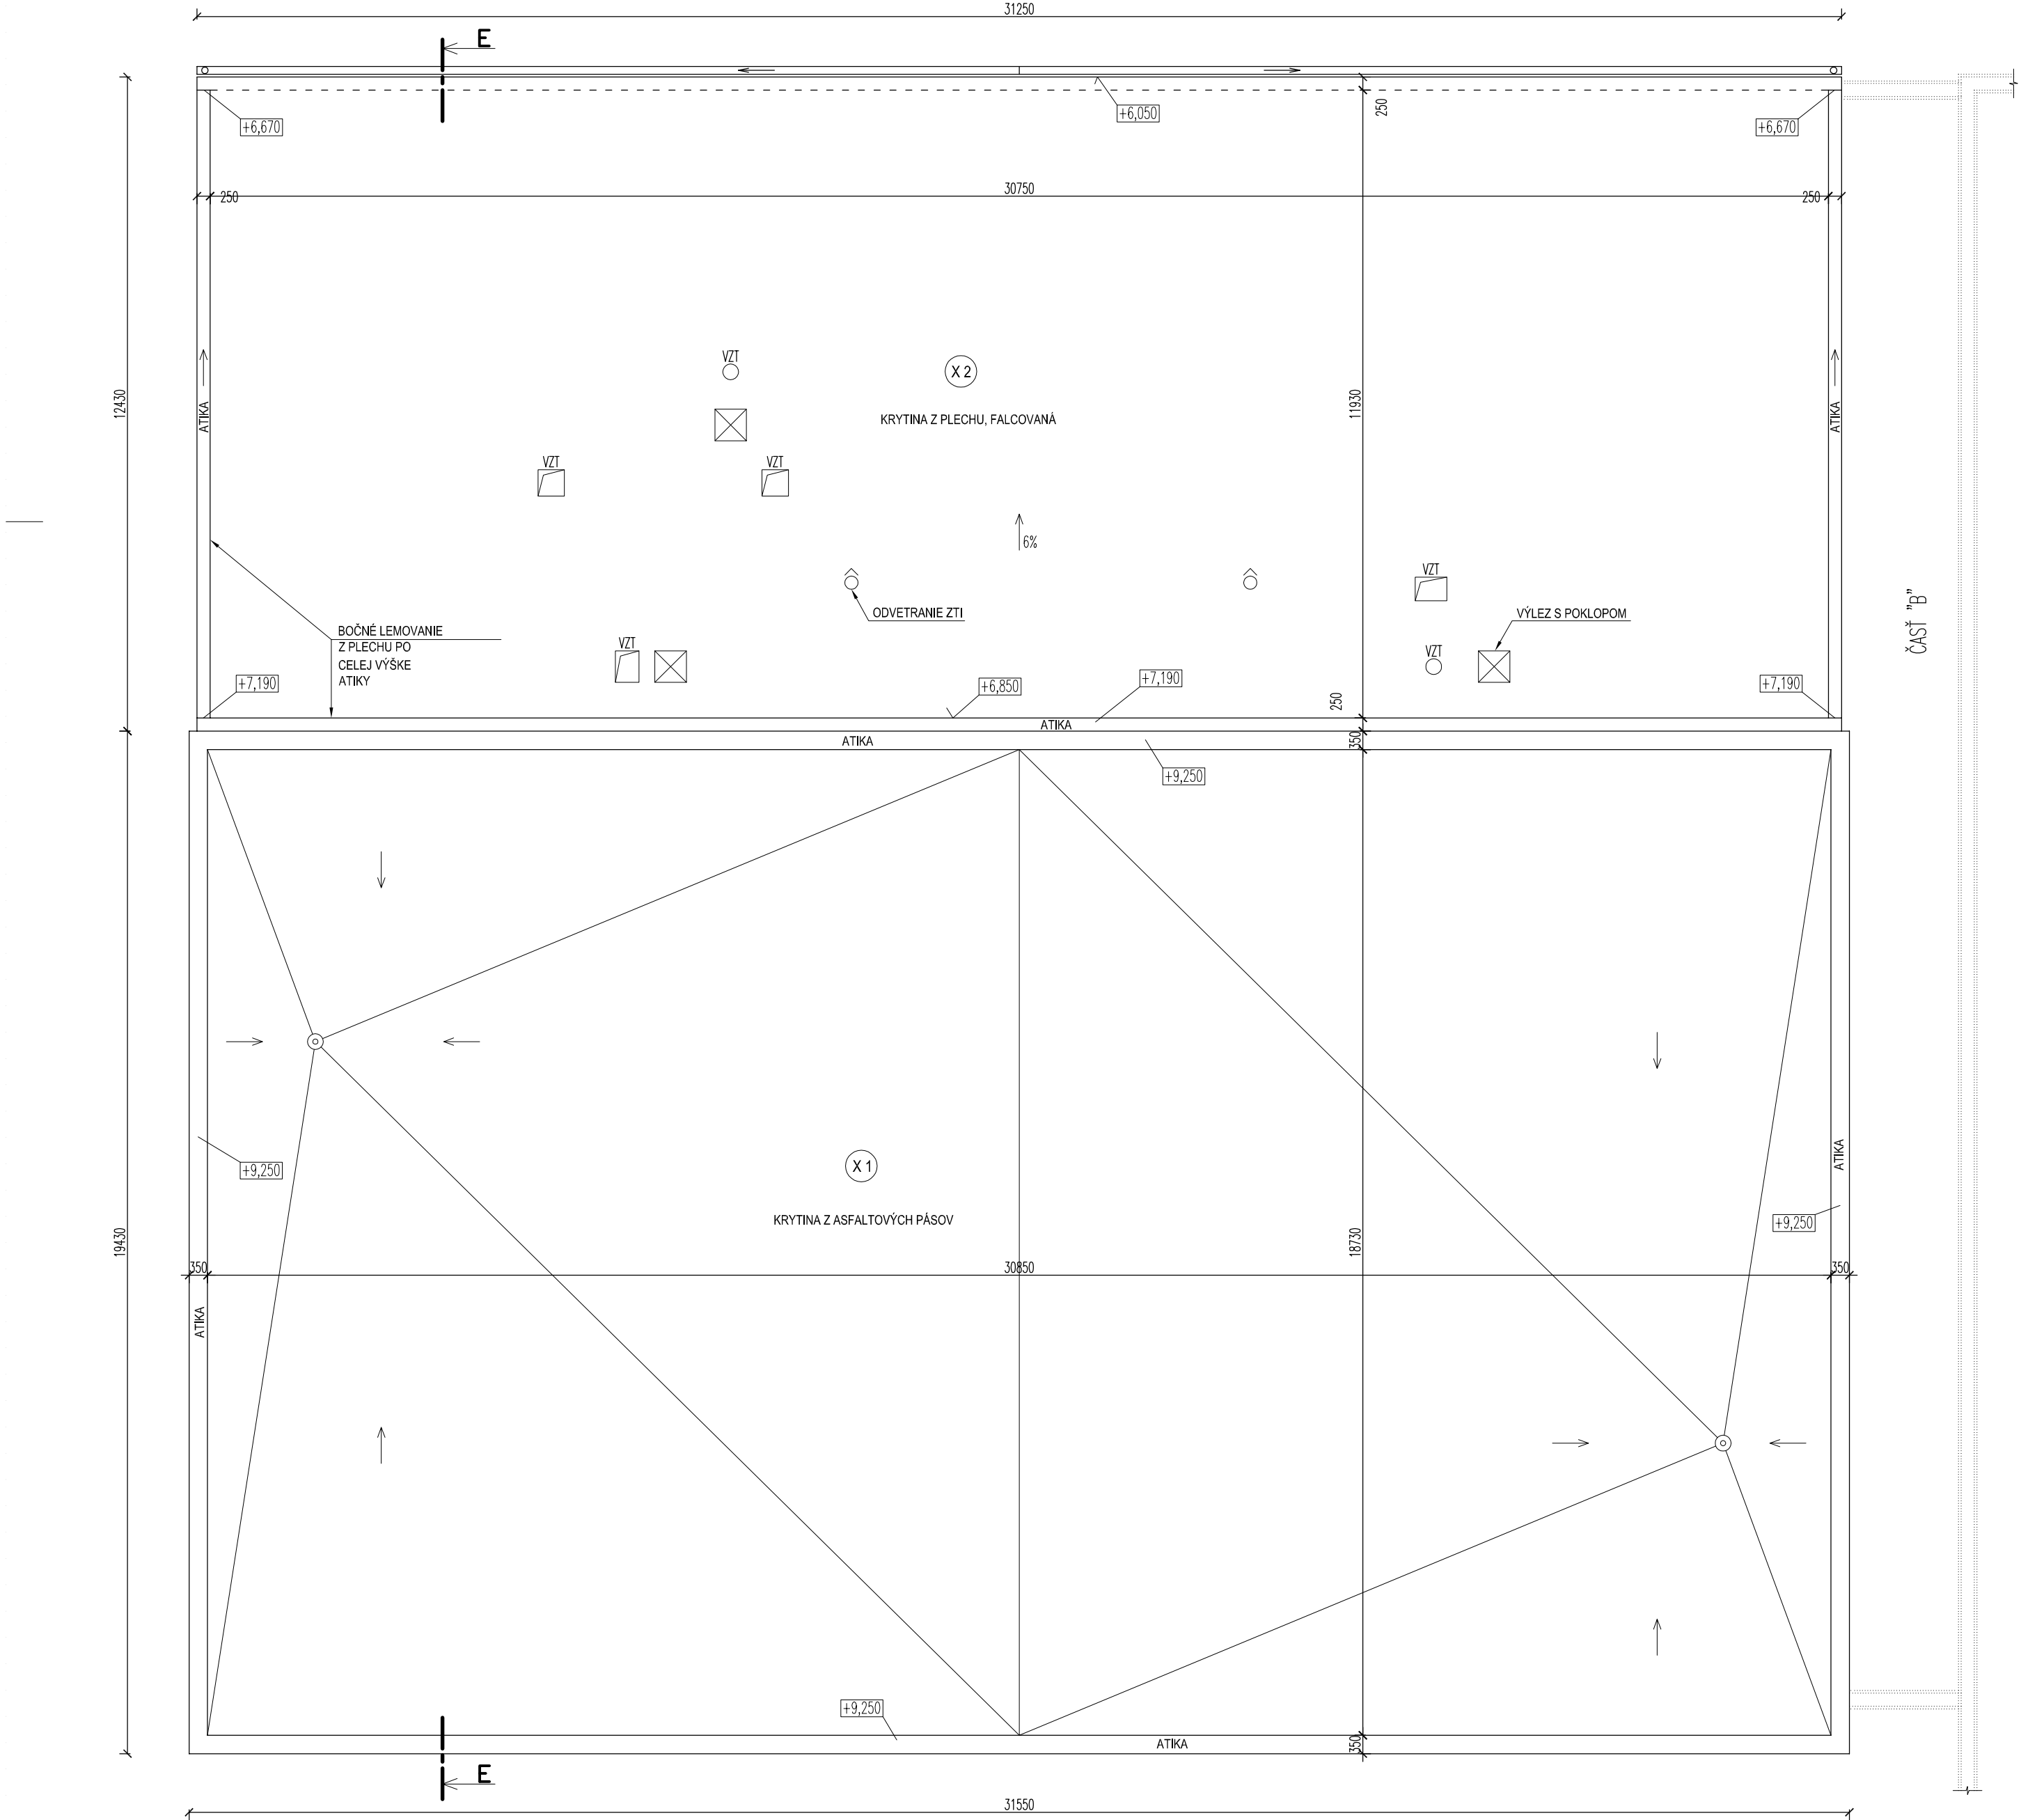 31250
E
+6,670
+6,050
250
+6,670
250
30750
250
VZT
X 2
12430
ATIKA
KRYTINA Z PLECHU, FALCOVANÁ
11930
ATIKA
VZT
VZT
6%
VZT
ODVETRANIE ZTI
VÝLEZ S POKLOPOM
ČASŤ "B"
BOČNÉ LEMOVANIE
Z PLECHU PO
CELEJ VÝŠKE
ATIKY
VZT
VZT
+7,190
+6,850
+7,190
250
+7,190
ATIKA
ATIKA
350
+9,250
+9,250
X 1
ATIKA
KRYTINA Z ASFALTOVÝCH PÁSOV
+9,250
19430
18730
350
30850
350
ATIKA
+9,250
ATIKA
350
E
31550